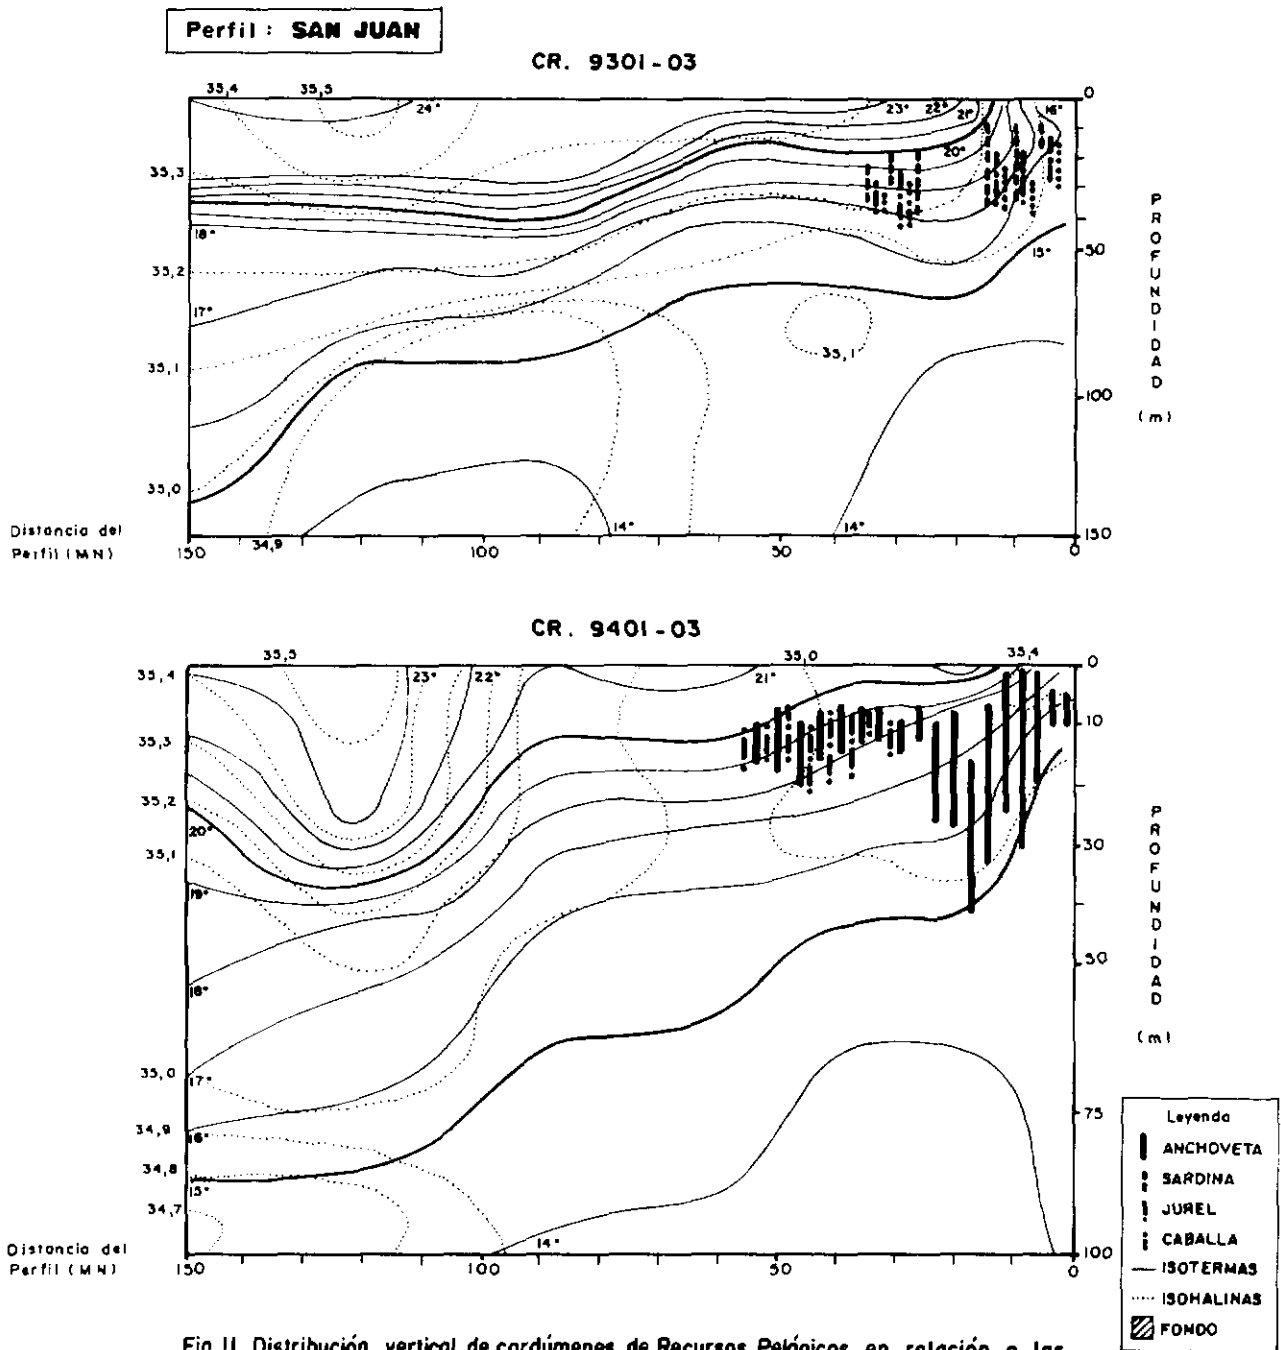 Perfil: SAN JUAN
CR. 9301-03
35,4
35,5
24°
23°
22°
21°
20°
16°
0
35,3
18°
50
15°
35,2
17°
35,1
35,1
100
35,0
14°
14°
34,9
150
PROFUNDIDAD
(m)
Distancia del
Perfil (MN)
150
100
50
0
CR. 9401-03
35,5
35,0
35,4
0
35,4
23°
22°
21°
10
35,3
35,2
20°
35,1
30
19°
50
18°
35,0
17°
75
34,9
16°
34,8
15°
34,7
14°
100
PROFUNDIDAD
(m)
Distancia del
Perfil (MN)
150
100
50
0
Leyenda
ANCHOVETA
SARDINA
JUREL
CABALLA
ISOTERMAS
ISOHALINAS
FONDO
Fig. 11. Distribución vertical de cardúmenes de Recursos Pelágicos en relación a las